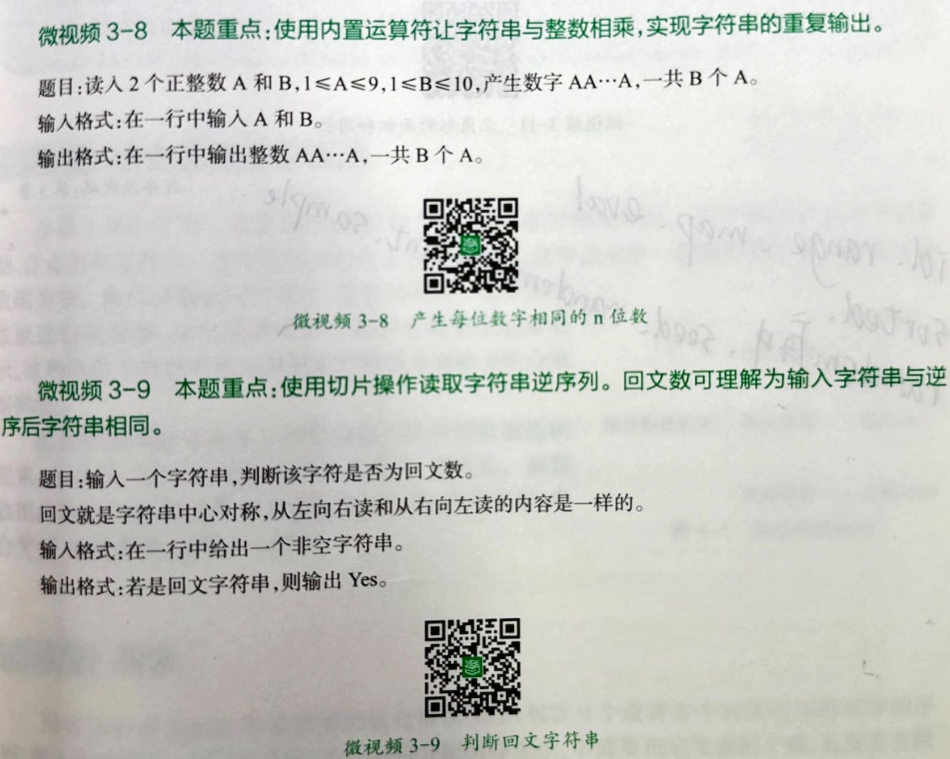 微视频 3-8 本题重点:使用内置运算符让字符串与整数相乘,实现字符串的重复输出。
题目:读入 2 个正整数 A 和 B,1≤A≤9,1≤B≤10,产生数字 AA…A,一共 B 个 A。
输入格式:在一行中输入 A 和 B。
输出格式:在一行中输出整数 AA…A,一共 B 个 A。
微视频 3-8 产生每位数字相同的 n 位数
微视频 3-9 本题重点:使用切片操作读取字符串逆序列。回文数可理解为输入字符串与逆
序后字符串相同。
题目:输入一个字符串,判断该字符是否为回文数。
回文就是字符串中心对称,从左向右读和从右向左读的内容是一样的。
输入格式:在一行中给出一个非空字符串。
输出格式:若是回文字符串,则输出 Yes。
微视频 3-9 判断回文字符串